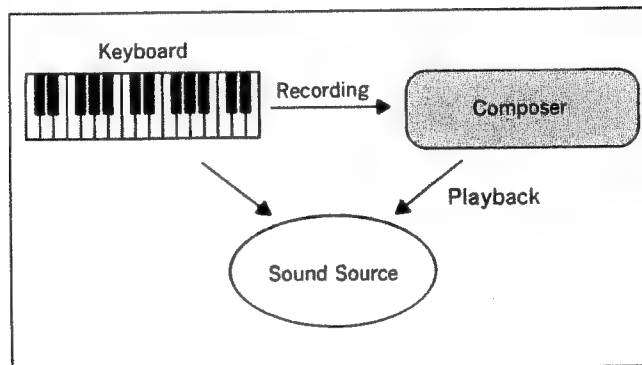 Keyboard
Recording
Composer
Playback
Sound Source